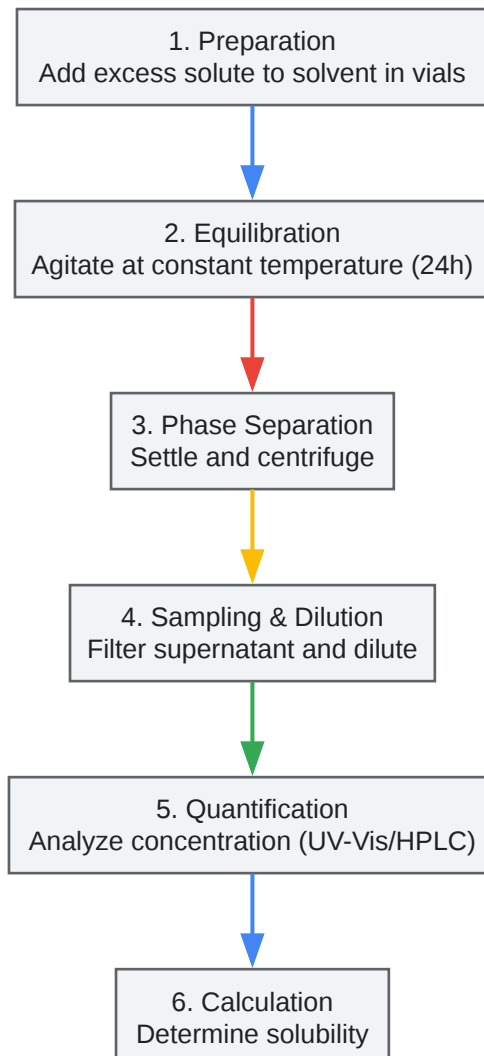 1. Preparation
Add excess solute to solvent in vials
2. Equilibration
Agitate at constant temperature (24h)
3. Phase Separation
Settle and centrifuge
4. Sampling & Dilution
Filter supernatant and dilute
5. Quantification
Analyze concentration (UV-Vis/HPLC)
6. Calculation
Determine solubility